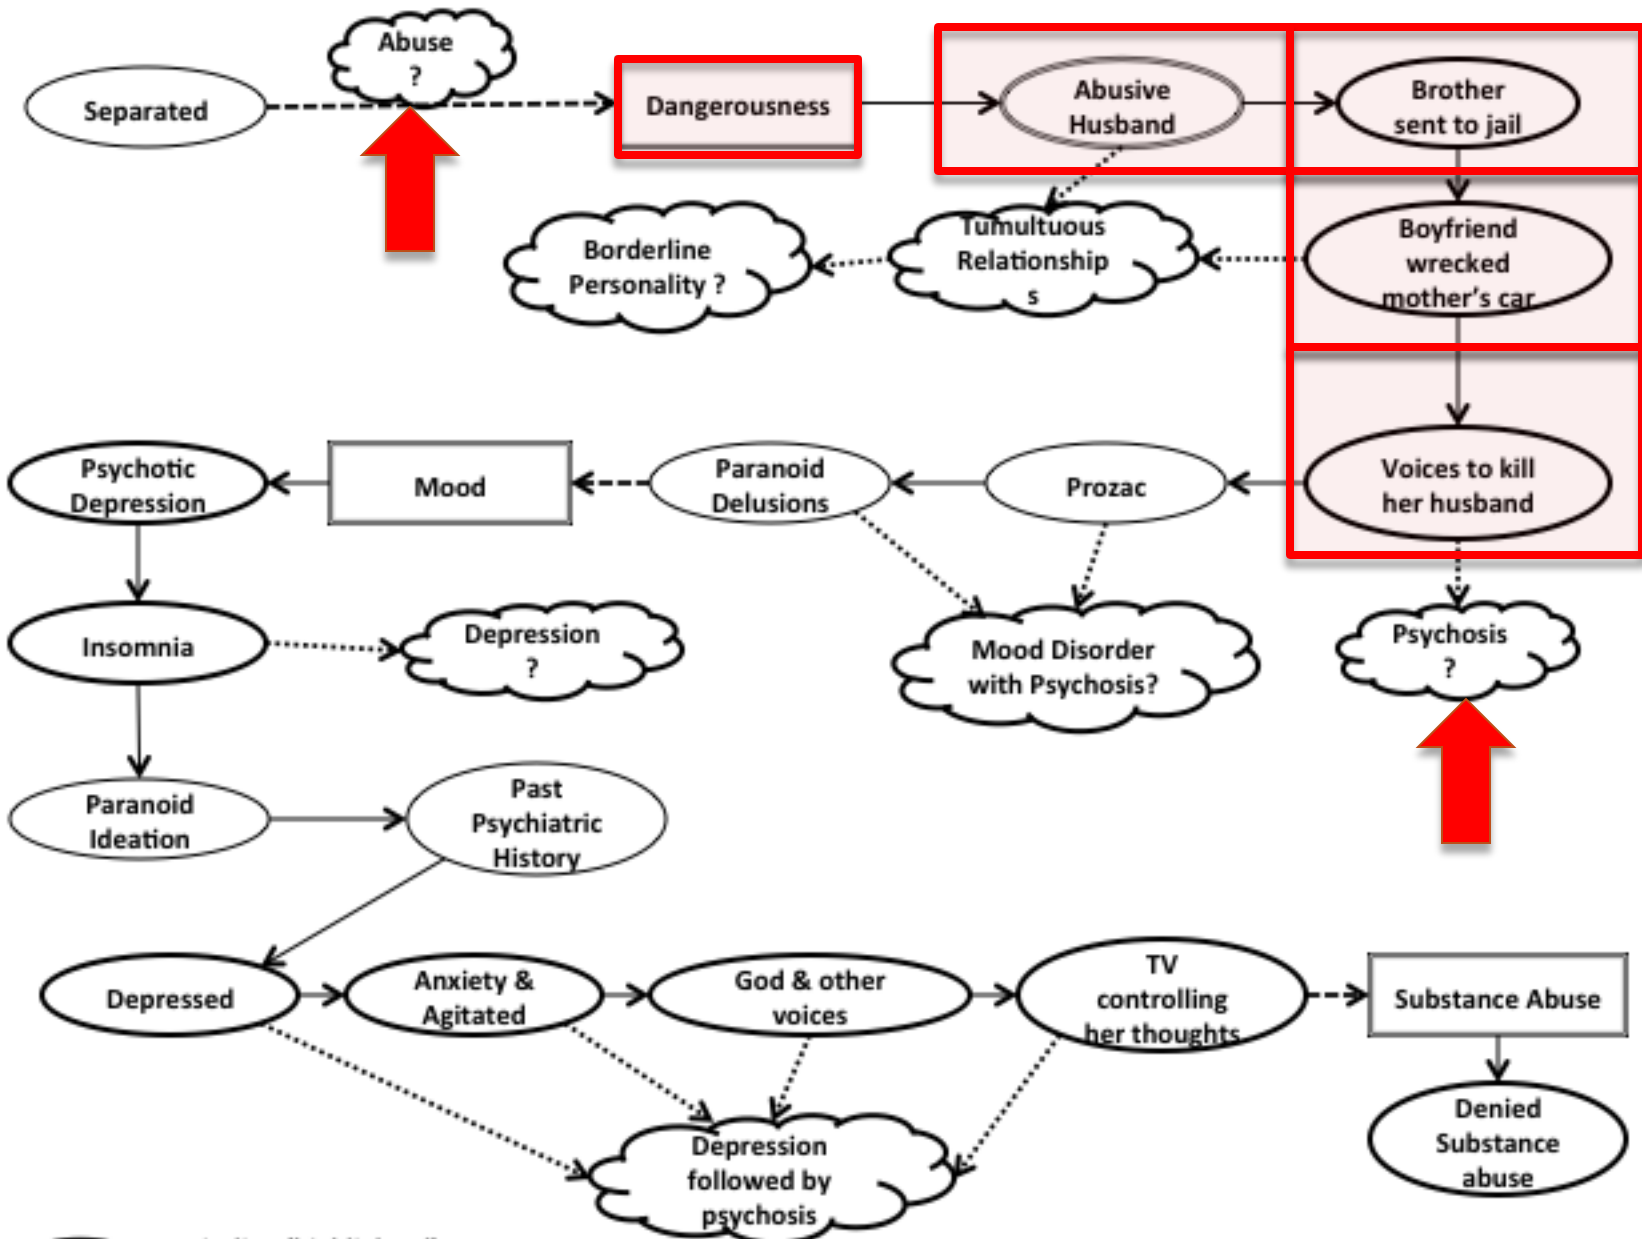 Abuse
?
Separated
Dangerousness
Abusive
Husband
Brother
sent to jail
Borderline
Personality ?
Tumultuous
Relationship
s
Boyfriend
wrecked
mother's car
Psychotic
Depression
Mood
Paranoid
Delusions
Prozac
Voices to kill
her husband
Insomnia
Depression
?
Mood Disorder
with Psychosis?
Psychosis
?
Paranoid
Ideation
Past
Psychiatric
History
Depressed
Anxiety &
Agitated
God & other
voices
TV
controlling
her thoughts
Substance Abuse
Denied
Substance
abuse
Depression
followed by
psychosis